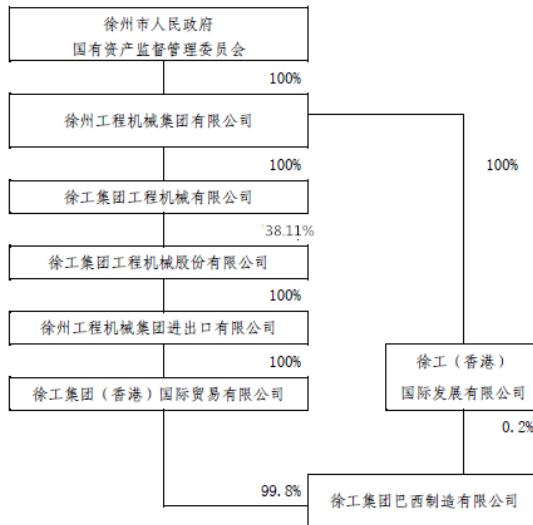 徐州市人民政府
国有资产监督管理委员会
100%
徐州工程机械集团有限公司
100%
100%
徐工集团工程机械有限公司
38.11%
徐工集团工程机械股份有限公司
100%
徐州工程机械集团进出口有限公司
100%
徐工集团（香港）国际贸易有限公司
徐工（香港）
国际发展有限公司
0.2%
99.8%
徐工集团巴西制造有限公司